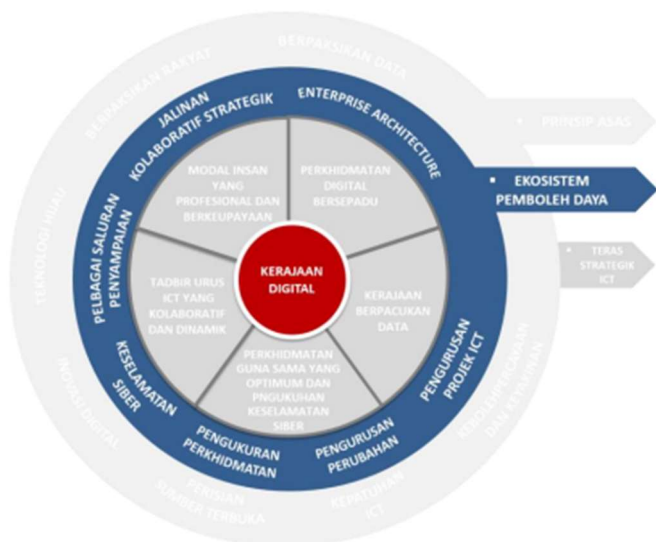 BERPAKSIKAN RAKYAT
BERPAKSIKAN DATA
JALINAN
KOLABORATIF STRATEGIK
ENTERPRISE ARCHITECTURE
• PRINSIP ASAS
▪ EKOSISTEM
PEMBOLEH DAYA
• TERAS
STRATEGIK
ICT
MODAL INSAN
YANG
PROFESIONAL DAN
BERKEUPAYAAN
PERKHIDMATAN
DIGITAL
BERSEPADU
TEKNOLOGI HIJAU
PELBAGAI SALURAN
PENYAMPAIAN
TADBIR URUS
ICT YANG
KOLABORATIF
DAN DINAMIK
KERAJAAN
DIGITAL
KERAJAAN
BERPACUKAN
DATA
PERKHIDMATAN
GUNA SAMA YANG
OPTIMUM DAN
PNGUKUHAN
KESELAMATAN
SIBER
PENGURUSAN
PROJEK ICT
KEBOLEHPERCAYAAN
DAN KETAHANAN
KESELAMATAN
SIBER
INOVASI DIGITAL
PENGUKURAN
PERKHIDMATAN
PENGURUSAN
PERUBAHAN
PERISIAN
SUMBER TERBUKA
KEPATUHAN
ICT